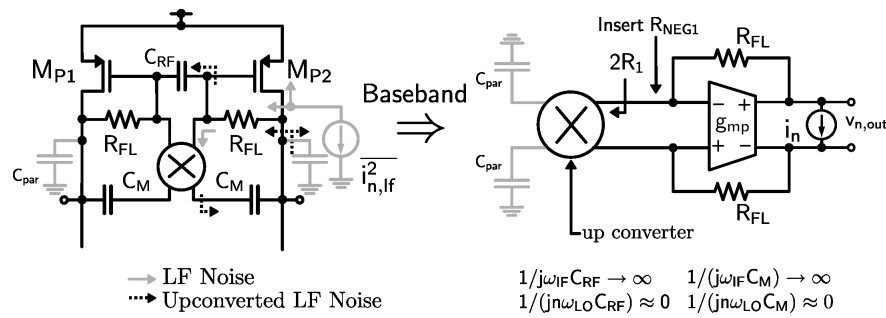 M_P1
C_RF
M_P2
R_FL
R_FL
C_par
C_M
C_M
\overline{i^2_{n,lf}}
LF Noise
Upconverted LF Noise
Baseband
⇒
Insert R_NEG1
2R_1
R_FL
C_par
C_par
− +
g_mp
+ −
i_n
v_n,out
R_FL
up converter
1/jω_IF C_RF → ∞ 1/(jω_IF C_M) → ∞
1/(jnω_LO C_RF) ≈ 0 1/(jnω_LO C_M) ≈ 0